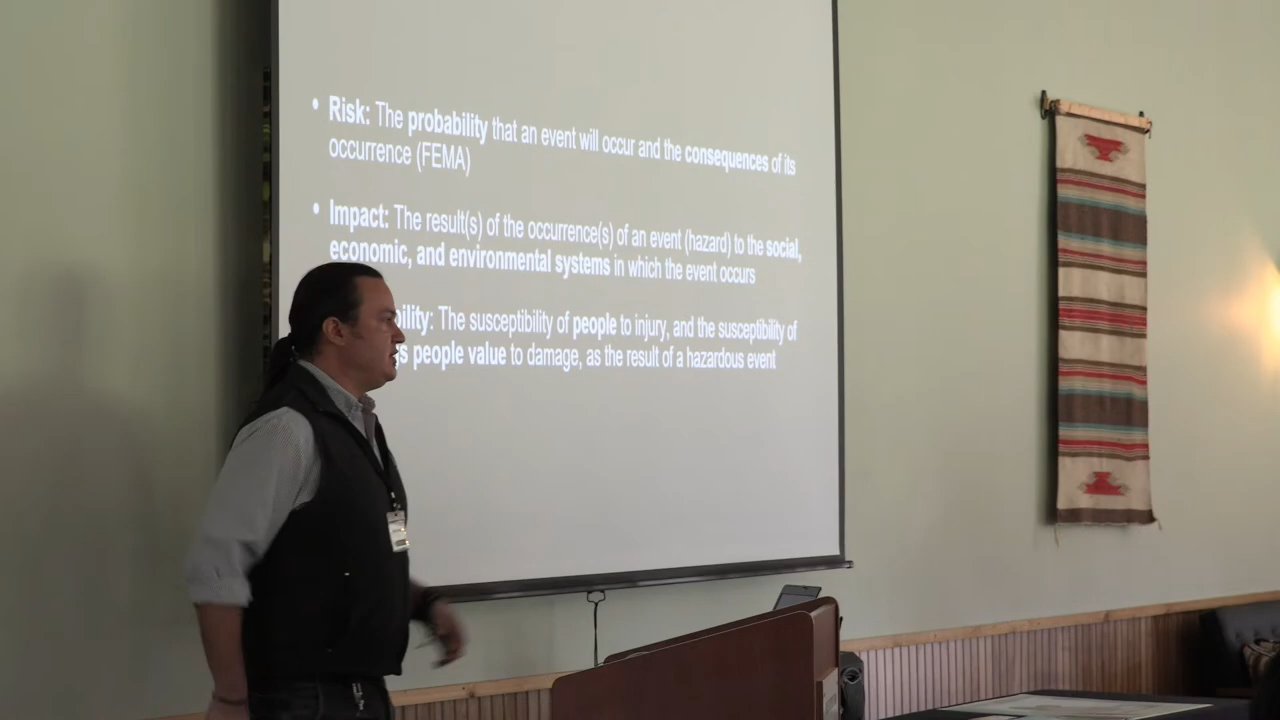 • Risk: The probability that an event will occur and the consequences of its
occurrence (FEMA)
• Impact: The result(s) of the occurrence(s) of an event (hazard) to the social,
economic, and environmental systems in which the event occurs
bility: The susceptibility of people to injury, and the susceptibility of
s people value to damage, as the result of a hazardous event